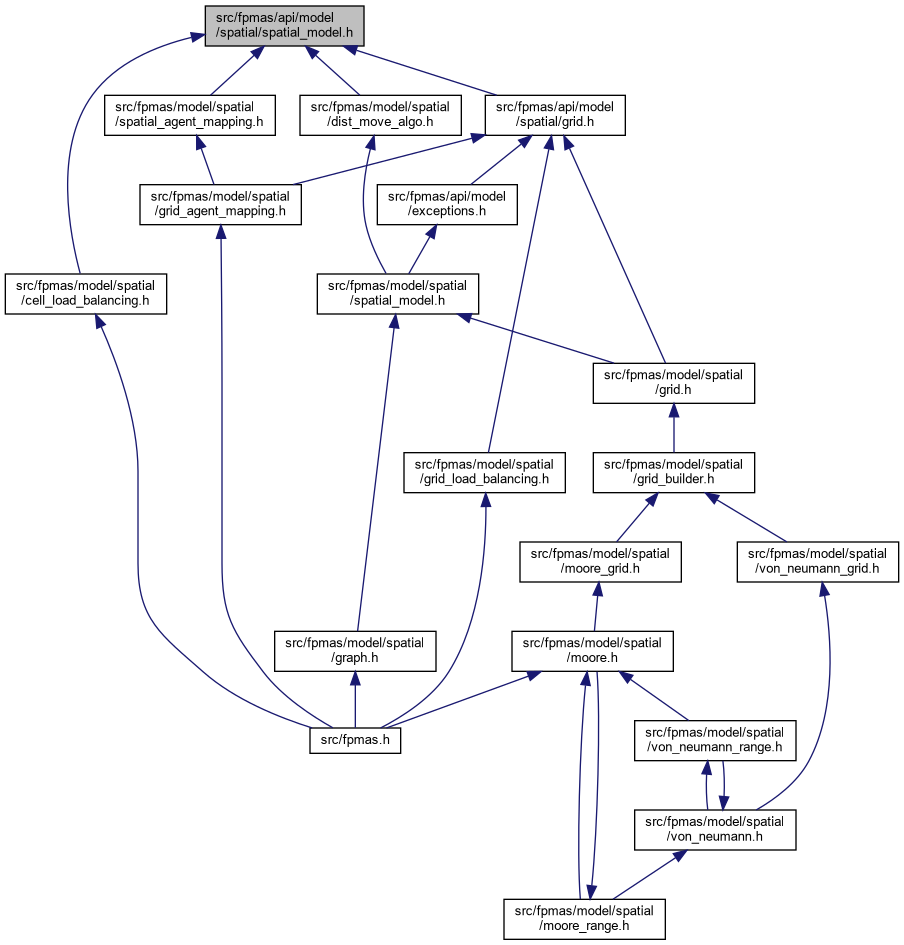 src/fpmas/api/model
/spatial/spatial_model.h
src/fpmas/model/spatial
/spatial_agent_mapping.h
src/fpmas/model/spatial
/dist_move_algo.h
src/fpmas/api/model
/spatial/grid.h
src/fpmas/model/spatial
/grid_agent_mapping.h
src/fpmas/api/model
/exceptions.h
src/fpmas/model/spatial
/cell_load_balancing.h
src/fpmas/model/spatial
/spatial_model.h
src/fpmas/model/spatial
/grid.h
src/fpmas/model/spatial
/grid_load_balancing.h
src/fpmas/model/spatial
/grid_builder.h
src/fpmas/model/spatial
/moore_grid.h
src/fpmas/model/spatial
/von_neumann_grid.h
src/fpmas/model/spatial
/graph.h
src/fpmas/model/spatial
/moore.h
src/fpmas.h
src/fpmas/model/spatial
/von_neumann_range.h
src/fpmas/model/spatial
/von_neumann.h
src/fpmas/model/spatial
/moore_range.h